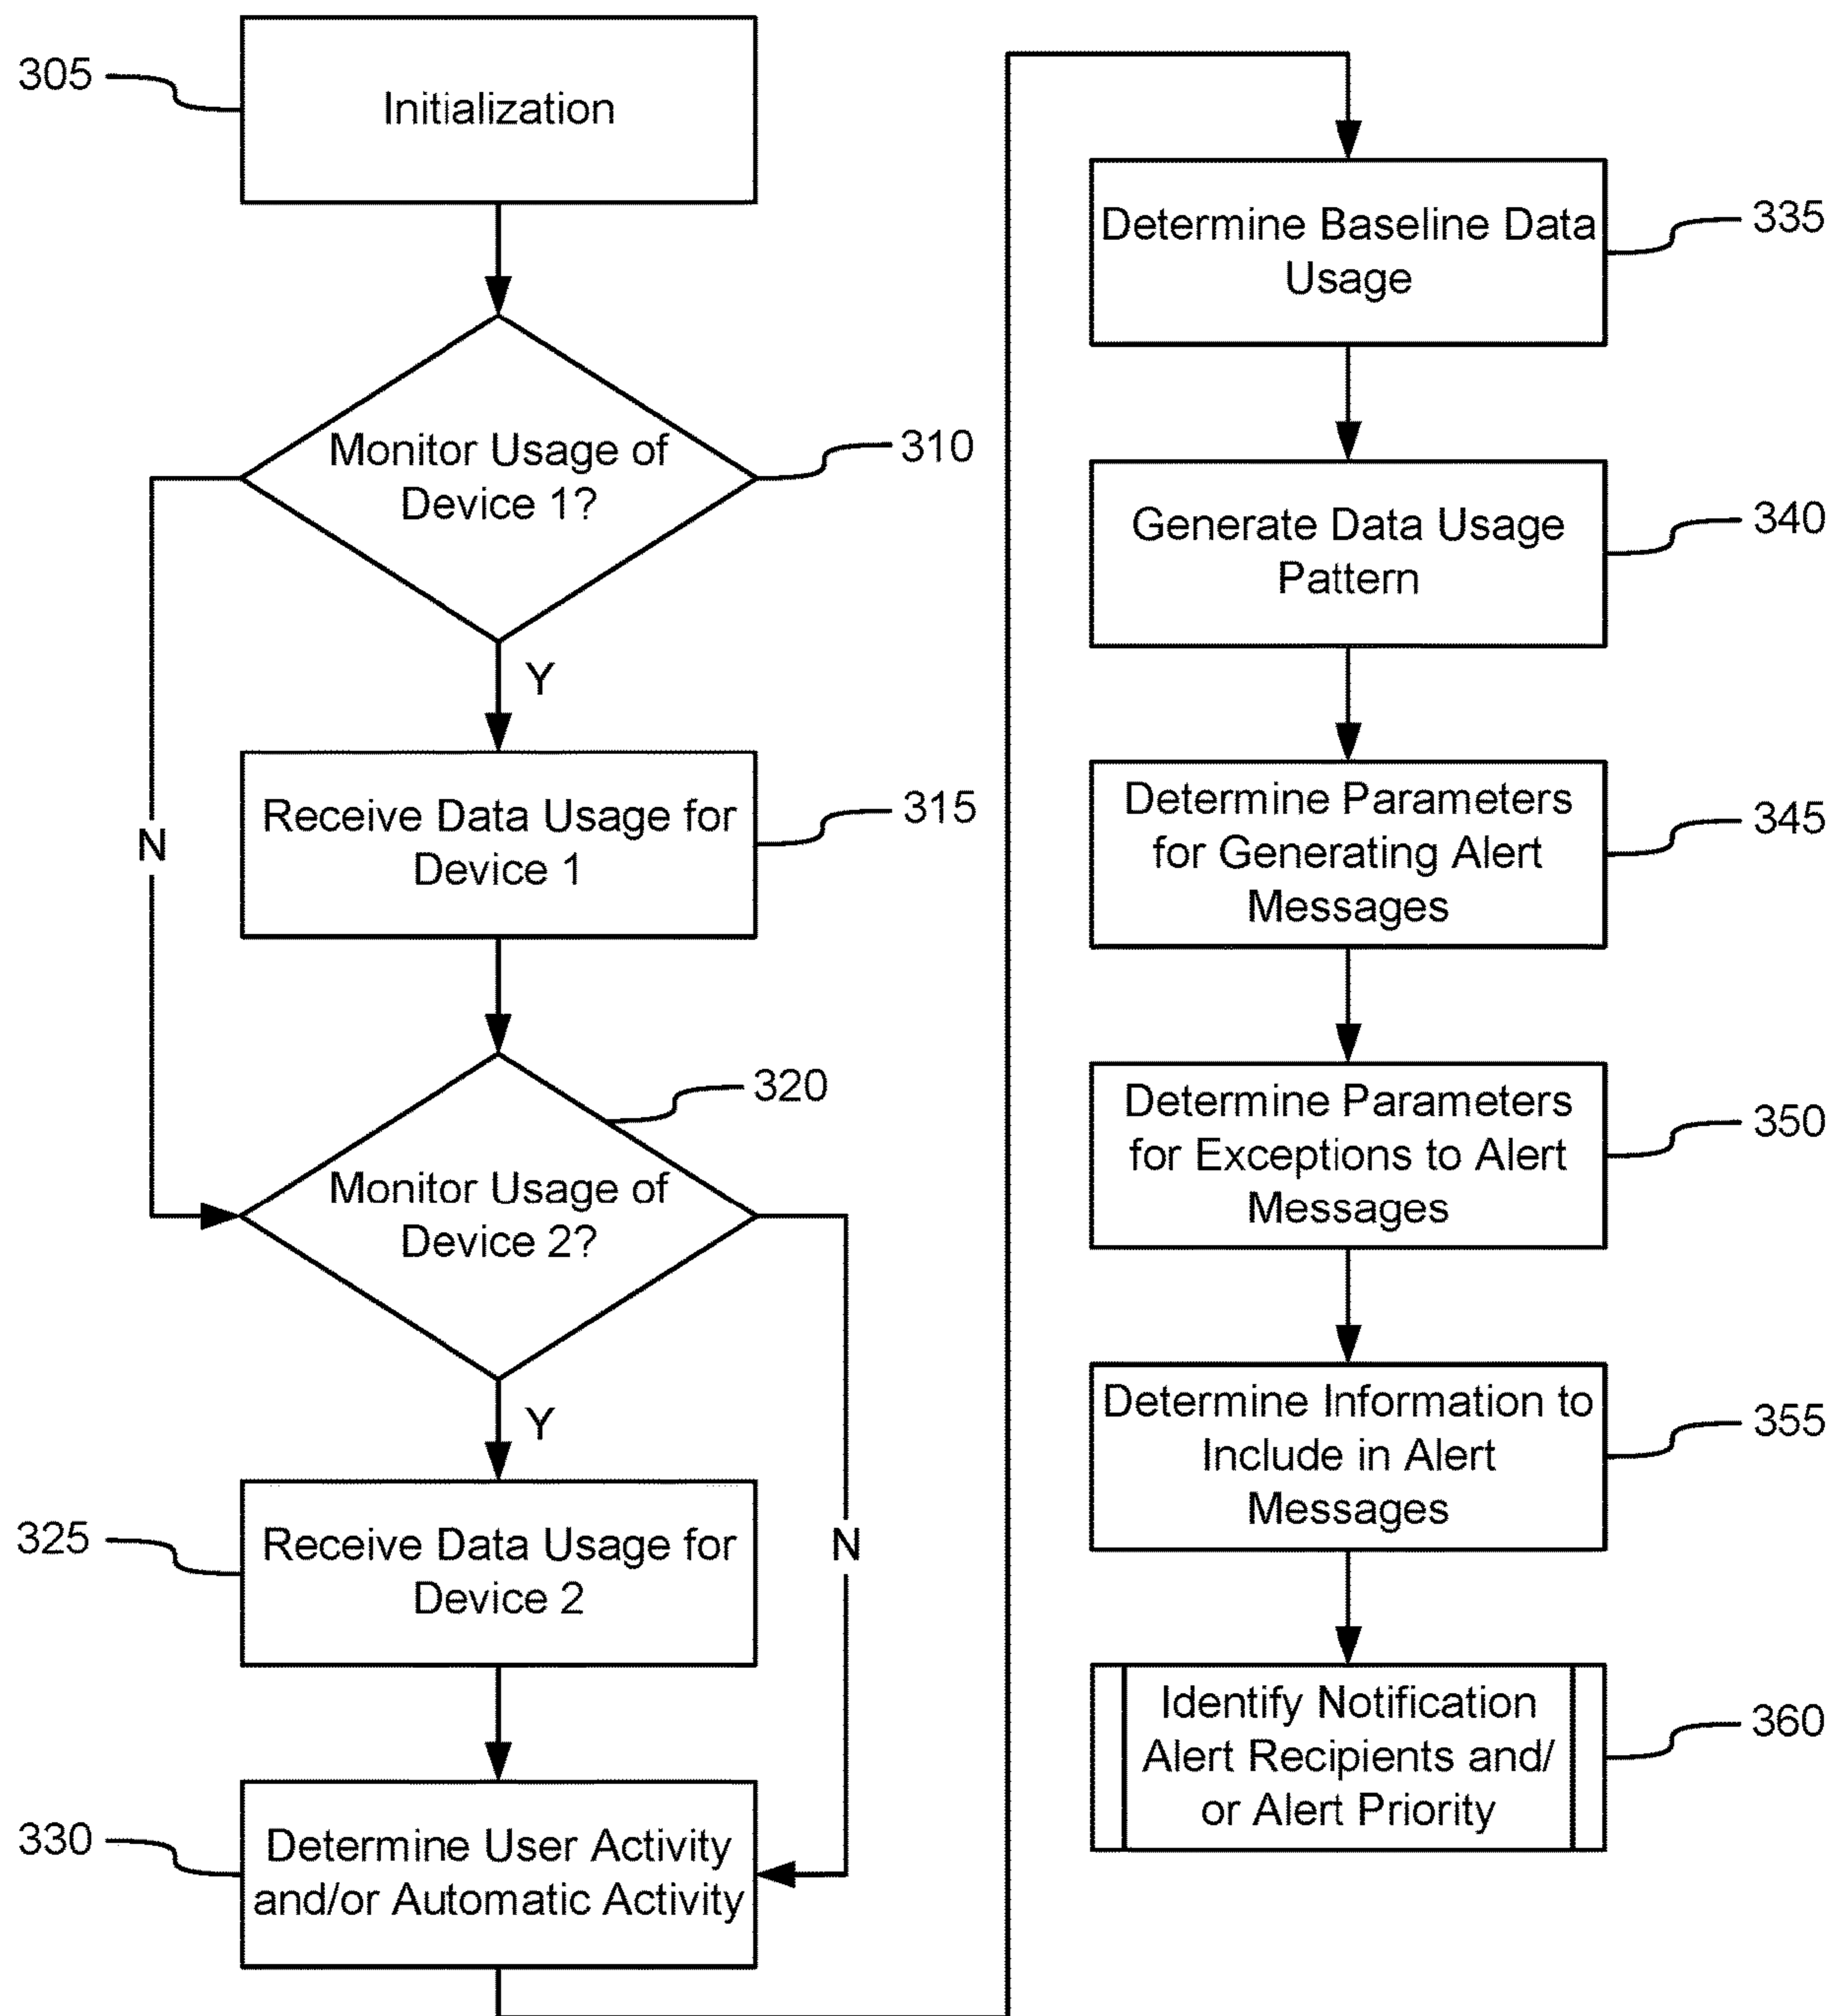 305
Initialization
Monitor Usage of
Device 1?
310
Y
N
Receive Data Usage for
Device 1
315
320
Monitor Usage of
Device 2?
Y
N
325
Receive Data Usage for
Device 2
330
Determine User Activity
and/or Automatic Activity
Determine Baseline Data
Usage
335
Generate Data Usage
Pattern
340
Determine Parameters
for Generating Alert
Messages
345
Determine Parameters
for Exceptions to Alert
Messages
350
Determine Information to
Include in Alert
Messages
355
Identify Notification
Alert Recipients and/
or Alert Priority
360